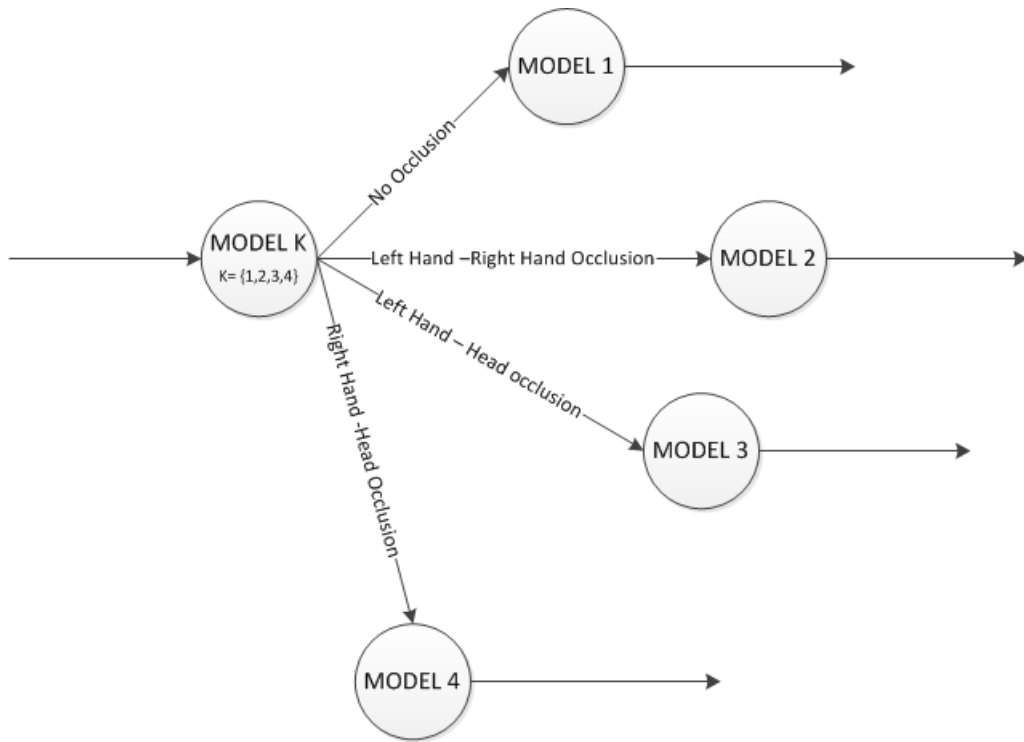 MODEL 1
No Occlusion
MODEL K
K= {1,2,3,4}
Left Hand –Right Hand Occlusion
MODEL 2
Left Hand – Head occlusion
MODEL 3
Right Hand -Head Occlusion
MODEL 4